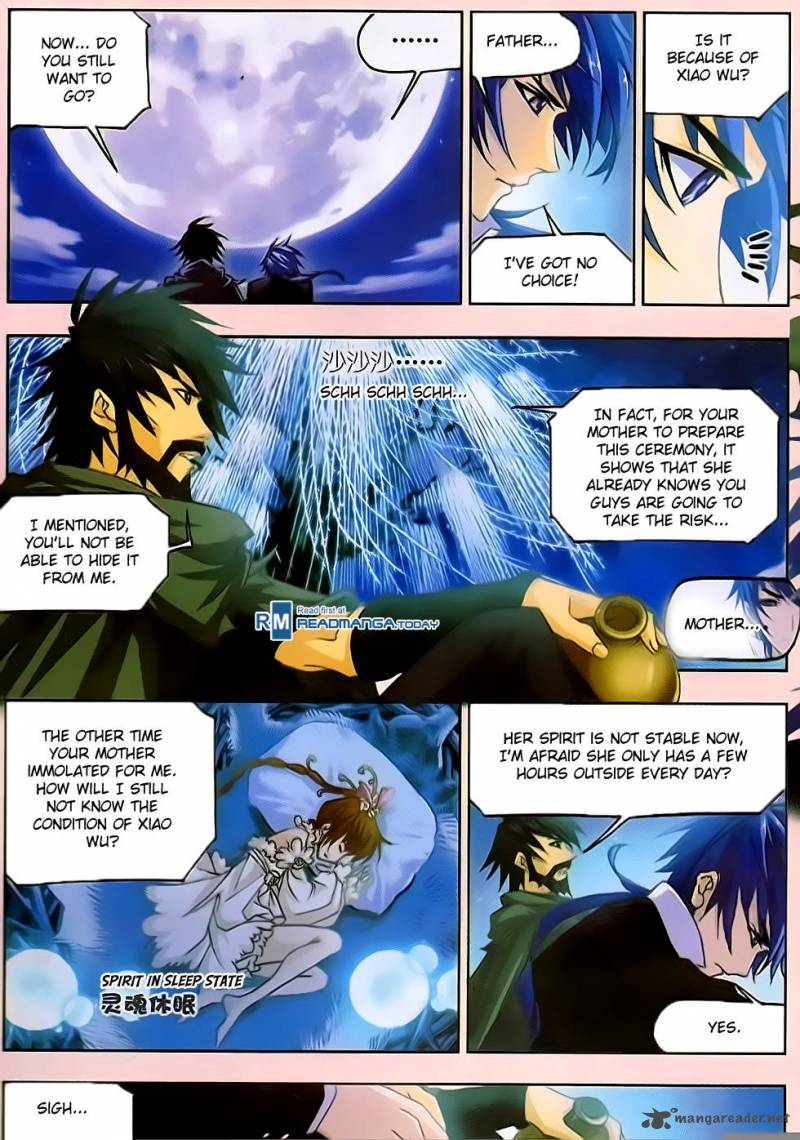 NOW... DO
YOU STILL
WANT TO
GO?
......
FATHER...
I'VE GOT NO
CHOICE!
IS IT
BECAUSE OF
XIAO WU?
沙沙沙......
SCHH SCHH SCHH...
IN FACT, FOR YOUR
MOTHER TO PREPARE
THIS CEREMONY, IT
SHOWS THAT SHE
ALREADY KNOWS YOU
GUYS ARE GOING TO
TAKE THE RISK...
I MENTIONED,
YOU'LL NOT BE
ABLE TO HIDE IT
FROM ME.
RM Read first at
READMANGA.TODAY
MOTHER...
THE OTHER TIME
YOUR MOTHER
IMMOLATED FOR ME.
HOW WILL I STILL
NOT KNOW THE
CONDITION OF XIAO
WU?
SPIRIT IN SLEEP STATE
灵魂休眠
HER SPIRIT IS NOT STABLE NOW,
I'M AFRAID SHE ONLY HAS A FEW
HOURS OUTSIDE EVERY DAY?
YES.
SIGH...
mangareader.net